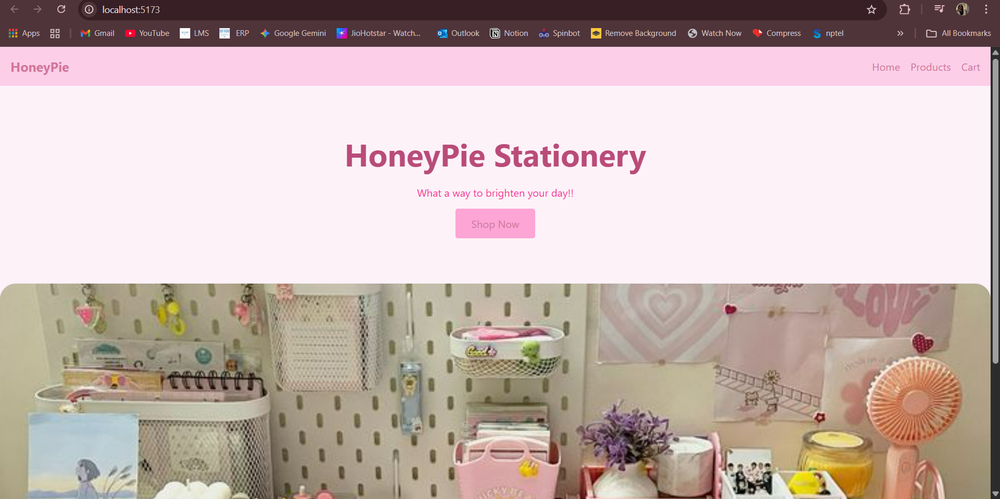 localhost:5173
Apps Gmail YouTube LMS ERP Google Gemini JioHotstar - Watch... Outlook Notion Spinbot Remove Background Watch Now Compress nptel All Bookmarks
HoneyPie Home Products Cart
HoneyPie Stationery
What a way to brighten your day!!
Shop Now
LOVE